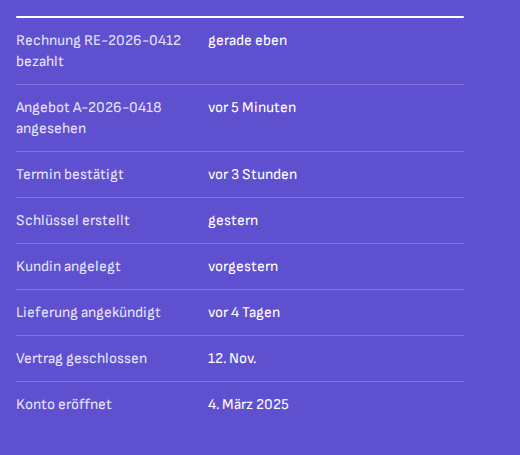 Rechnung RE-2026-0412 gerade eben
bezahlt
Angebot A-2026-0418 vor 5 Minuten
angesehen
Termin bestätigt vor 3 Stunden
Schlüssel erstellt gestern
Kundin angelegt vorgestern
Lieferung angekündigt vor 4 Tagen
Vertrag geschlossen 12. Nov.
Konto eröffnet 4. März 2025